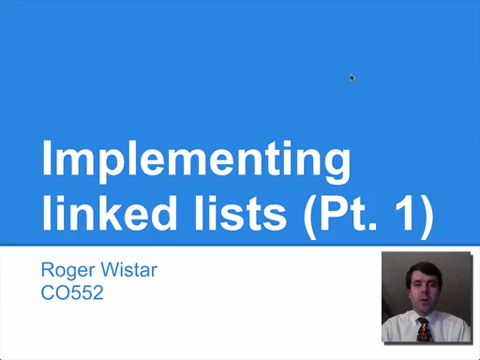 Implementing
linked lists (Pt. 1)
Roger Wistar
CO552